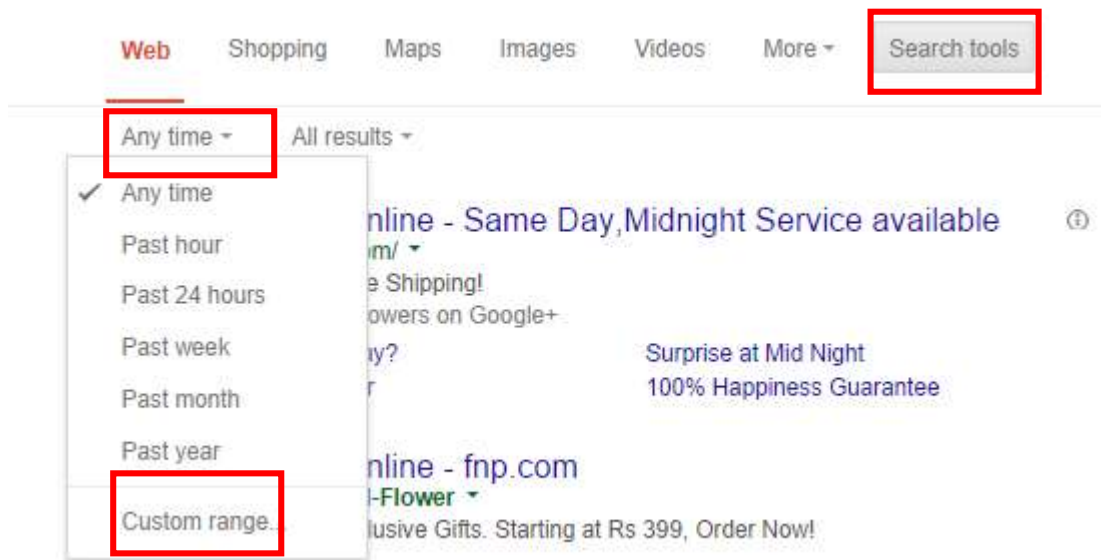 Web Shopping Maps Images Videos More Search tools
Any time All results
Any time
Past hour
Past 24 hours
Past week
Past month
Past year
Custom range...
nline - Same Day,Midnight Service available
om/
e Shipping!
owers on Google+
ay? Surprise at Mid Night
r 100% Happiness Guarantee
nline - fnp.com
l-Flower
lusive Gifts. Starting at Rs 399, Order Now!